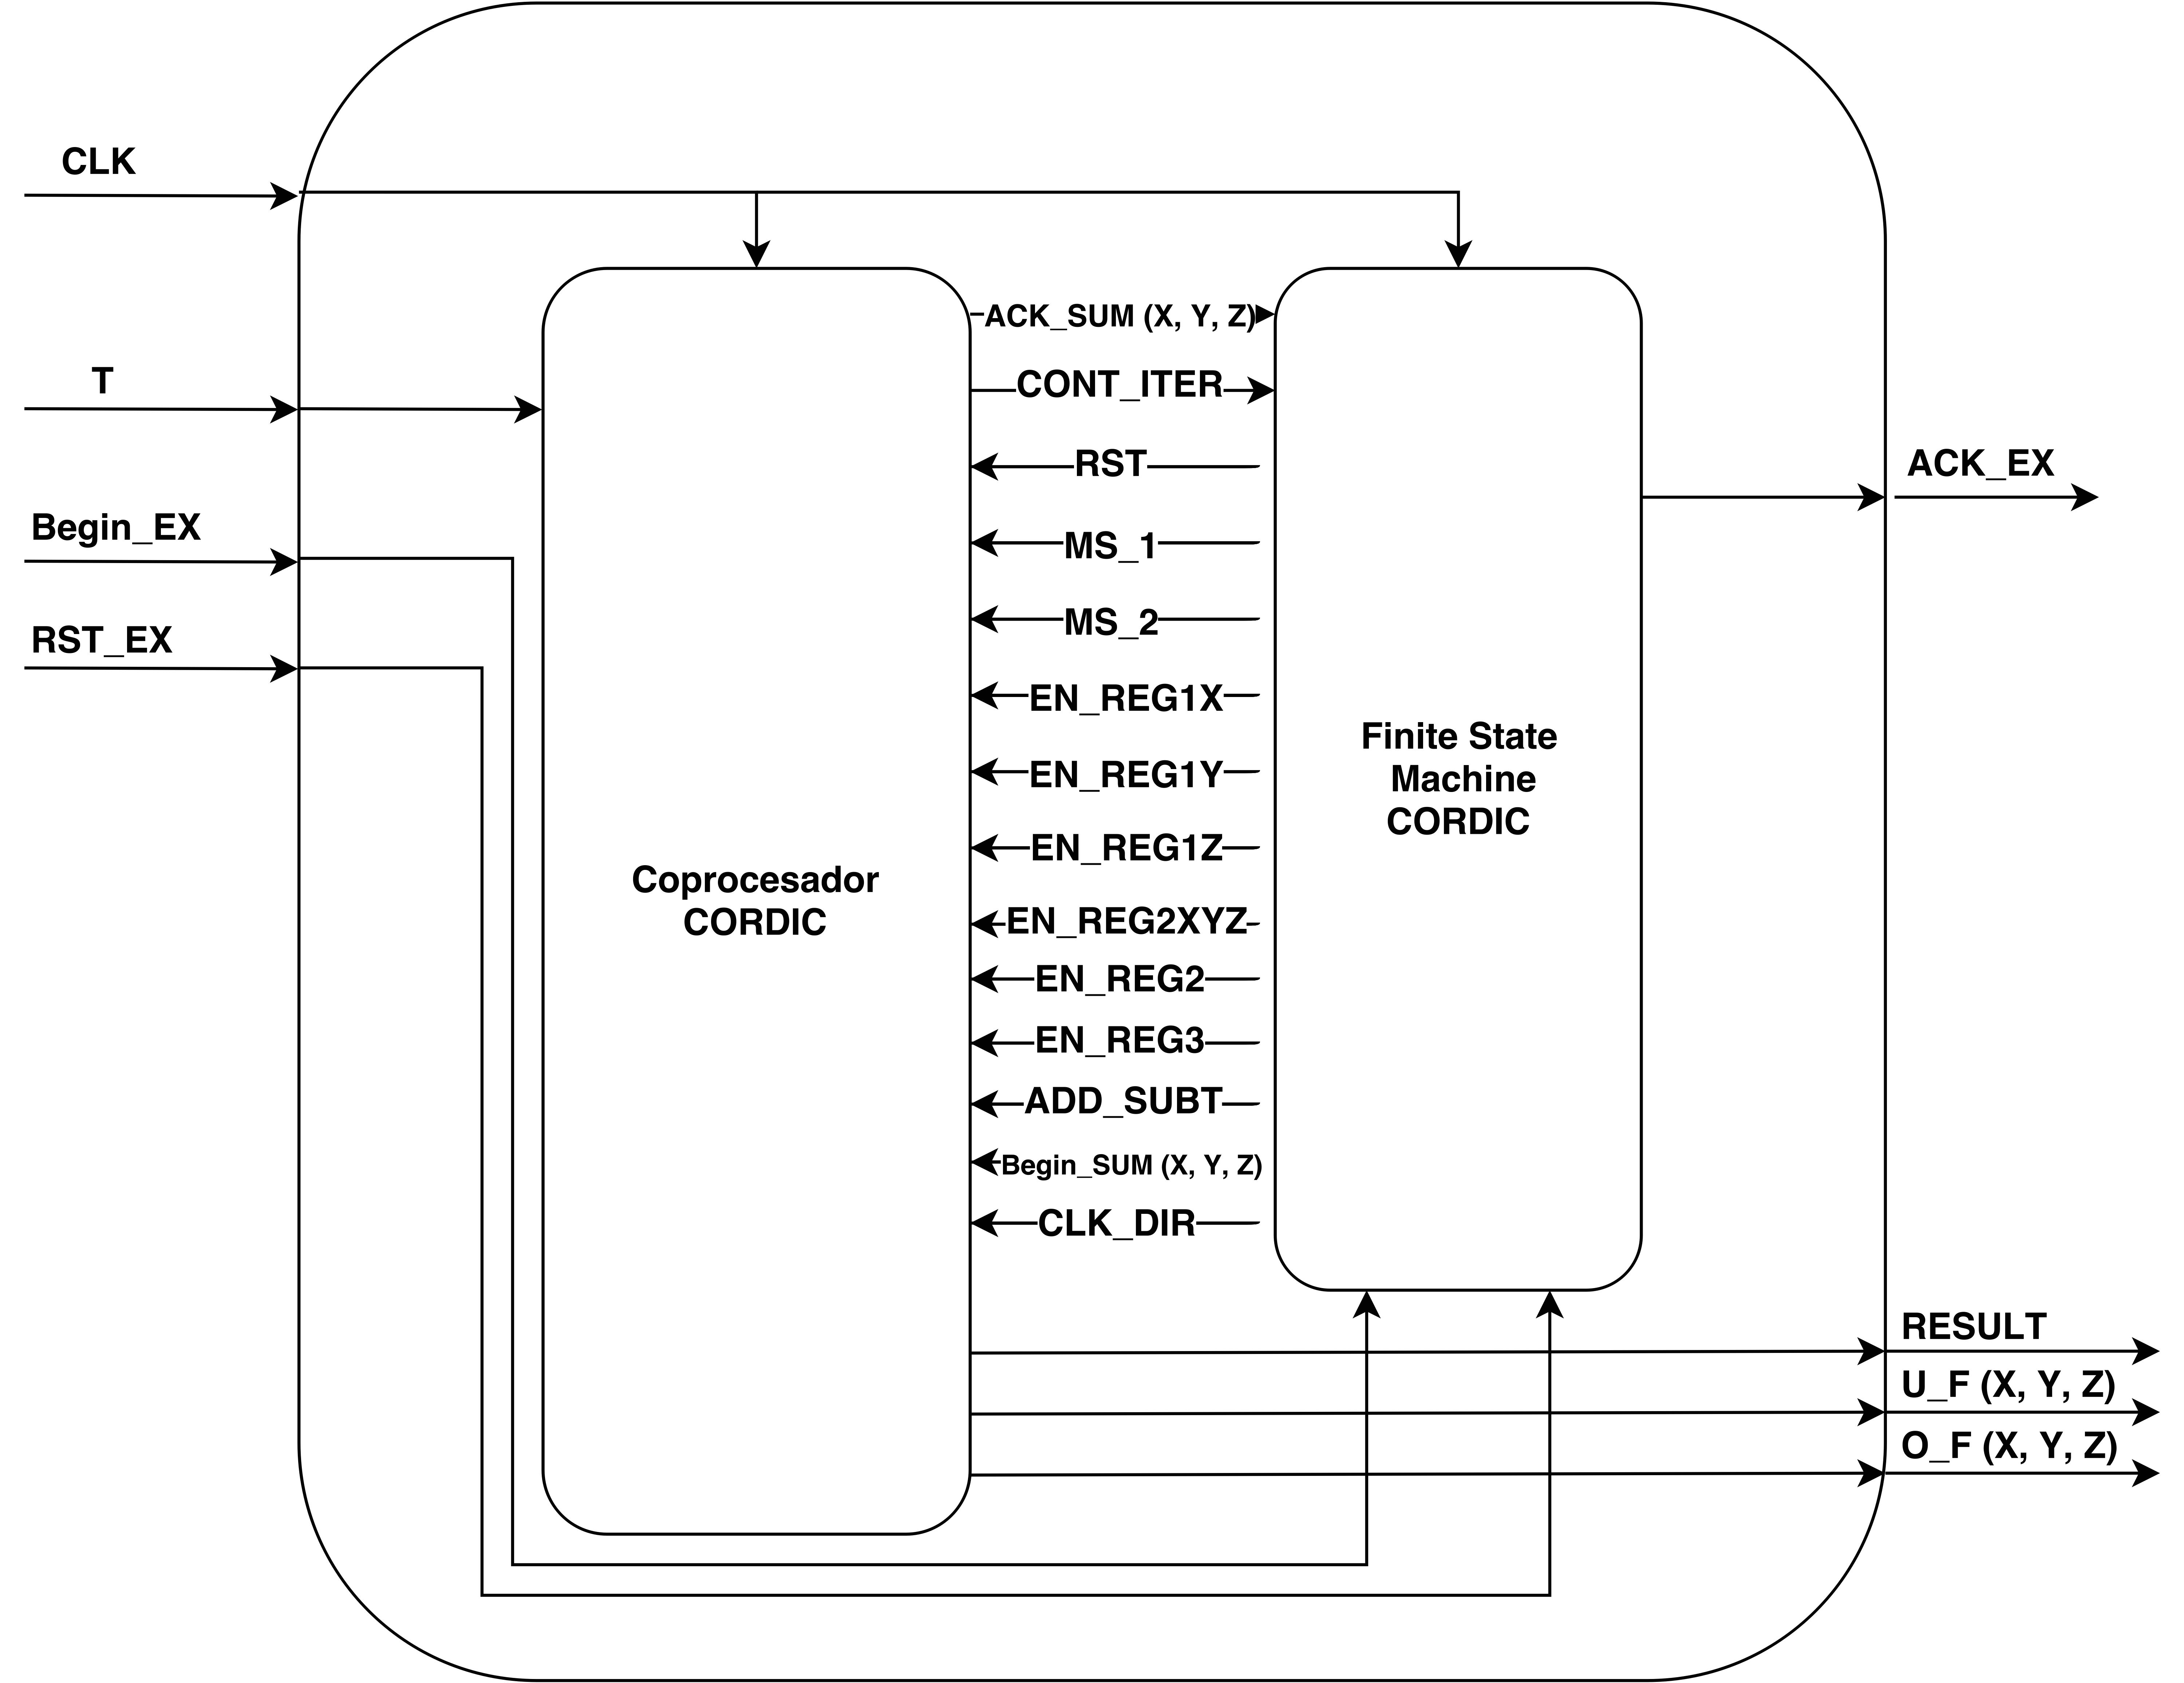 CLK
T
Begin_EX
RST_EX
ACK_SUM (X, Y, Z)
CONT_ITER
RST
MS_1
MS_2
EN_REG1X
EN_REG1Y
EN_REG1Z
EN_REG2XYZ
EN_REG2
EN_REG3
ADD_SUBT
Begin_SUM (X, Y, Z)
CLK_DIR
Coprocesador
CORDIC
Finite State
Machine
CORDIC
ACK_EX
RESULT
U_F (X, Y, Z)
O_F (X, Y, Z)